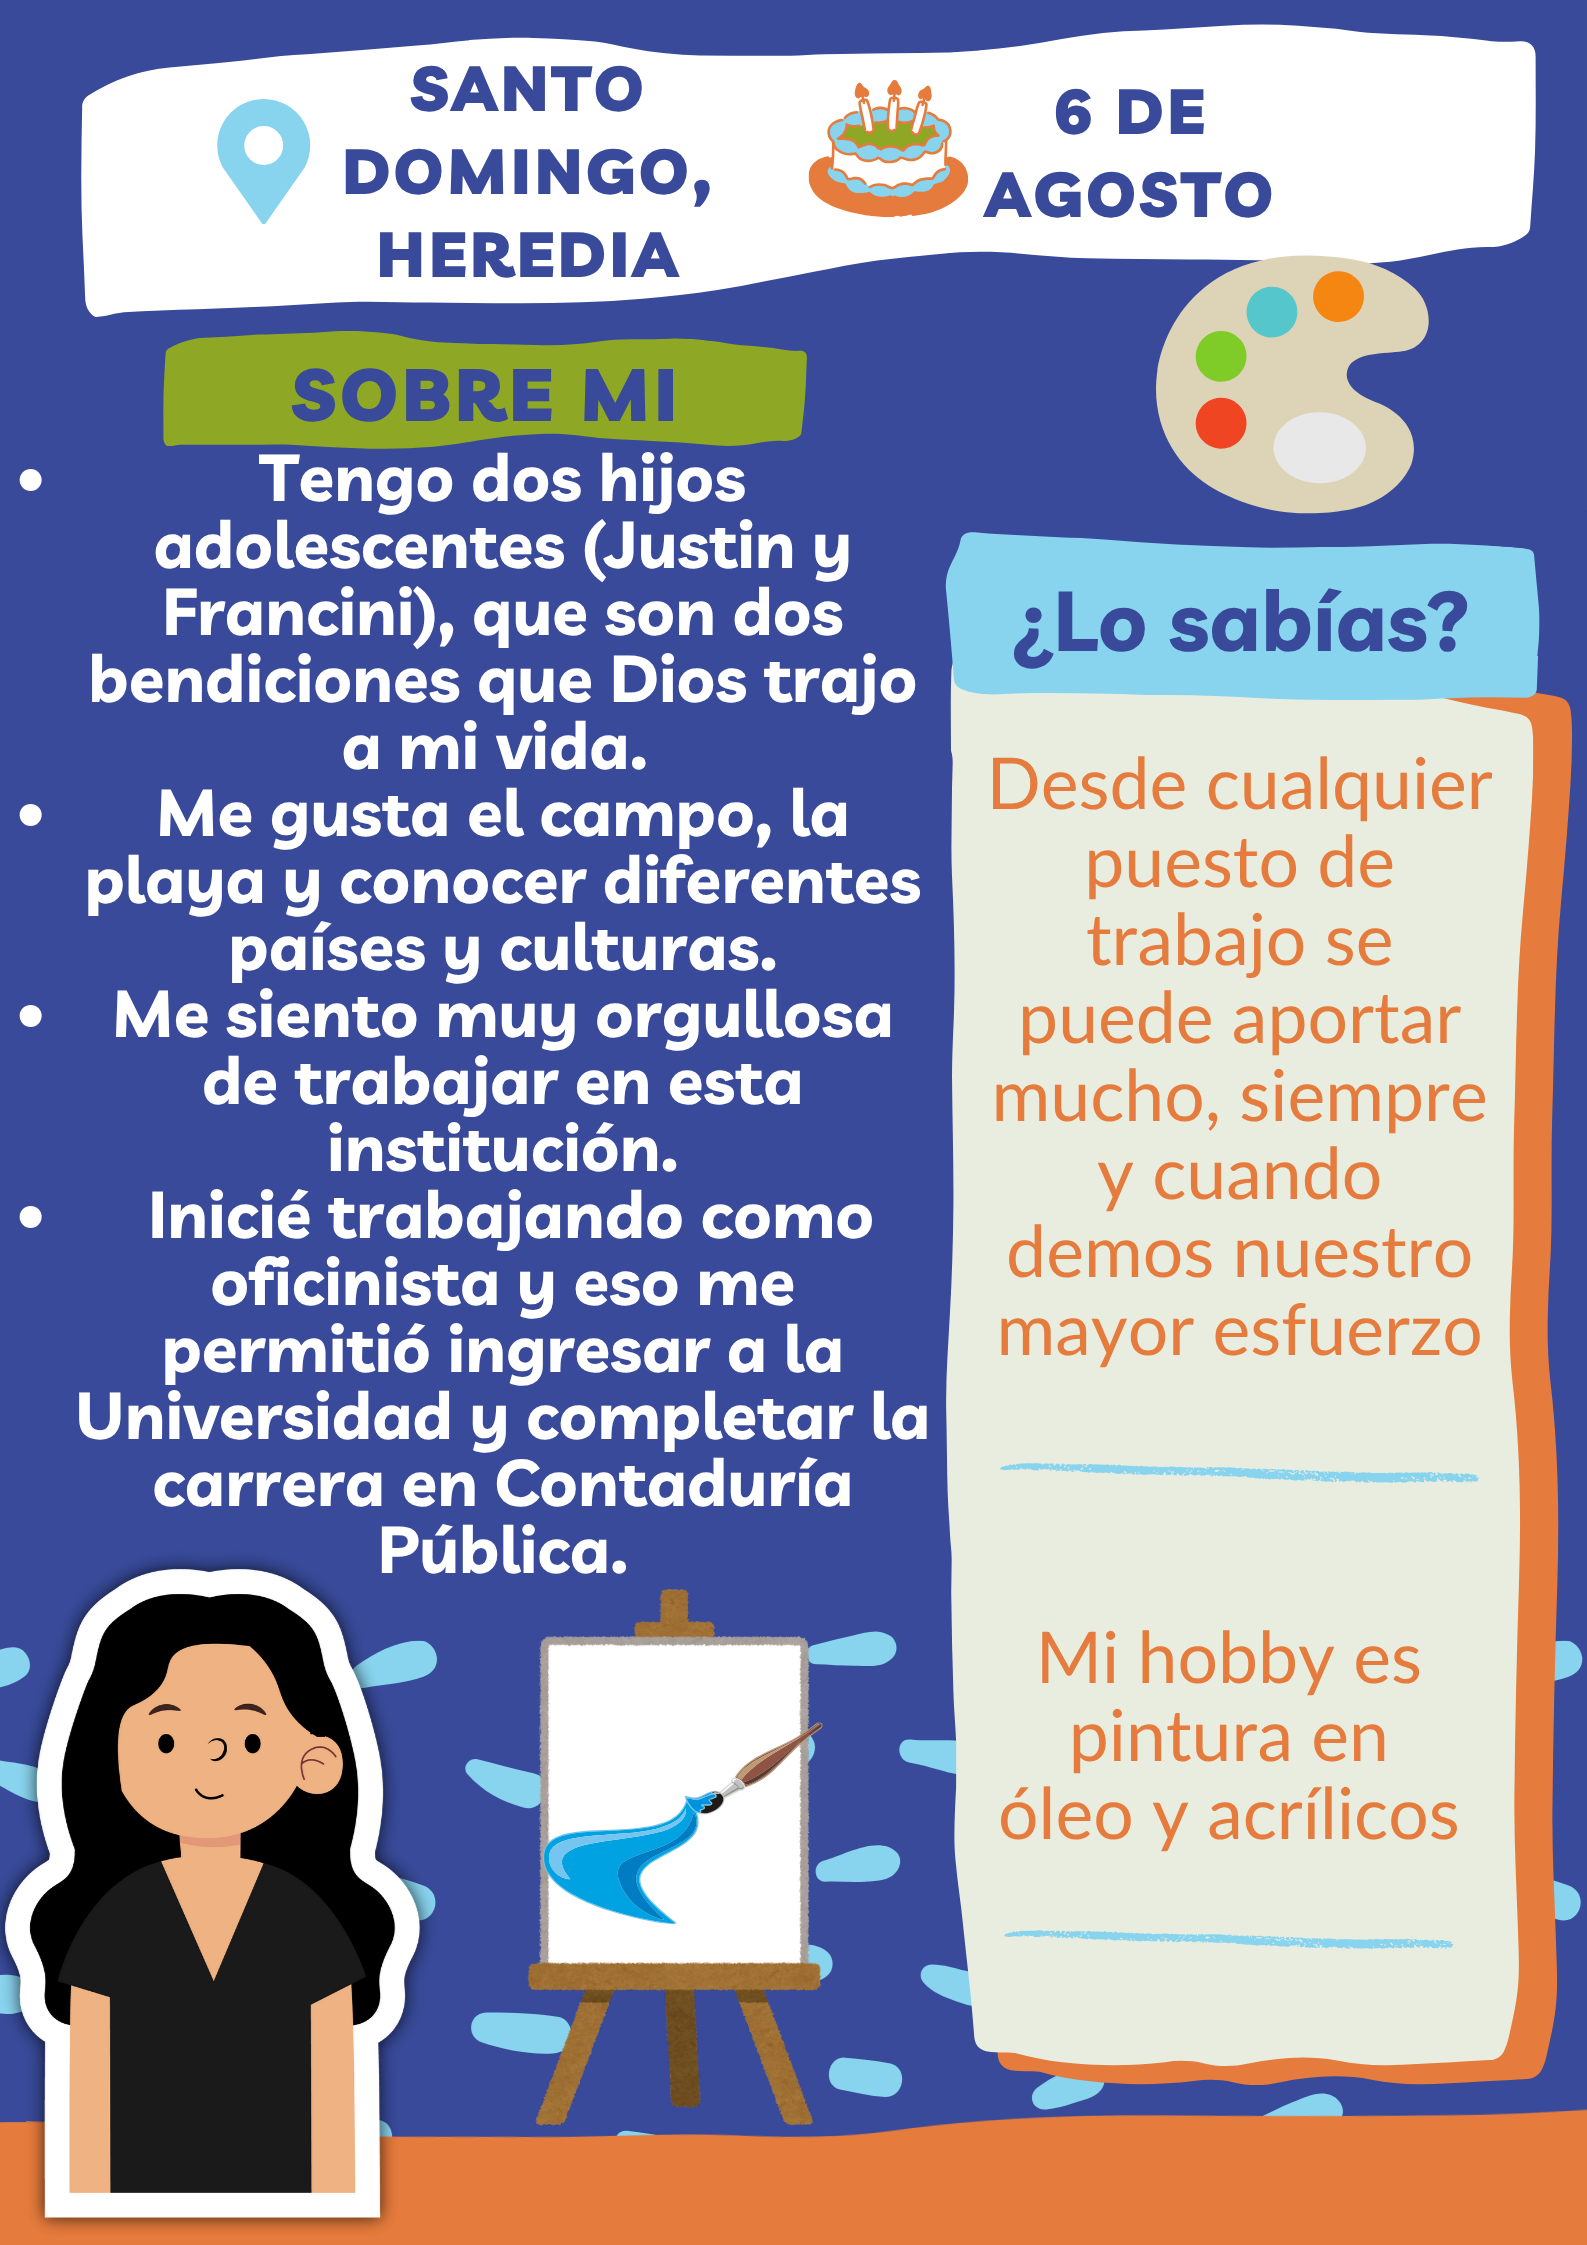 SANTO
DOMINGO,
HEREDIA
6 DE
AGOSTO
SOBRE MI
• Tengo dos hijos
adolescentes (Justin y
Francini), que son dos
bendiciones que Dios trajo
a mi vida.
• Me gusta el campo, la
playa y conocer diferentes
países y culturas.
• Me siento muy orgullosa
de trabajar en esta
institución.
• Inicié trabajando como
oficinista y eso me
permitió ingresar a la
Universidad y completar la
carrera en Contaduría
Pública.
¿Lo sabías?
Desde cualquier
puesto de
trabajo se
puede aportar
mucho, siempre
y cuando
demos nuestro
mayor esfuerzo
Mi hobby es
pintura en
óleo y acrílicos